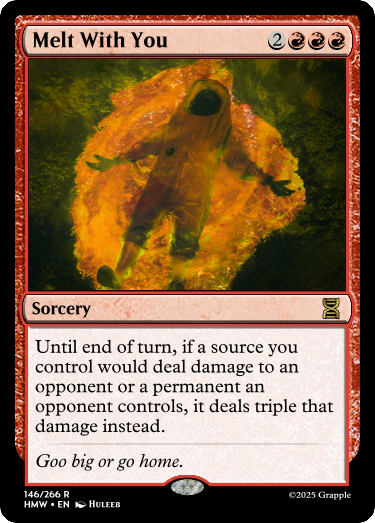 Melt With You 2
Sorcery
Until end of turn, if a source you
control would deal damage to an
opponent or a permanent an
opponent controls, it deals triple that
damage instead.
Goo big or go home.
146/266 R
HMW • EN Huleeb
©2025 Grapple